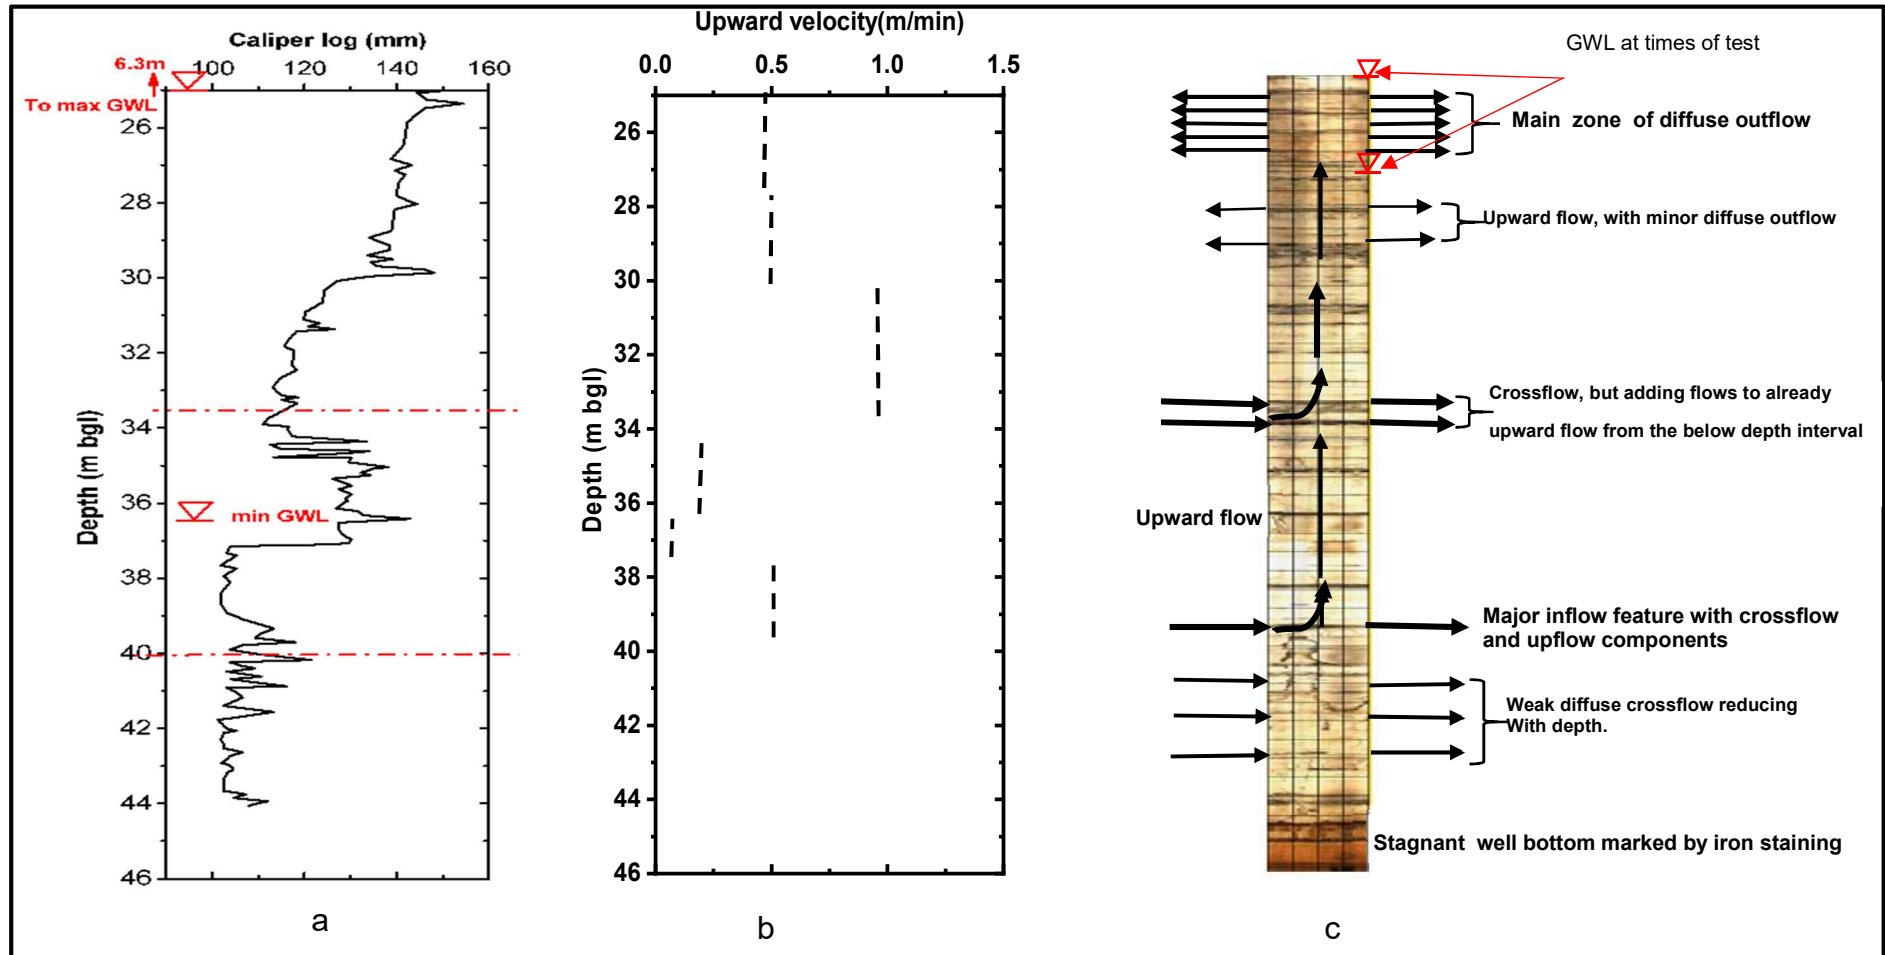 Caliper log (mm)
100 120 140 160
6.3m
To max GWL
26
28
30
32
34
36
38
40
42
44
46
Depth (m bgl)
min GWL
a
Upward velocity(m/min)
0.0 0.5 1.0 1.5
26
28
30
32
34
36
38
40
42
44
46
Depth (m bgl)
b
GWL at times of test
Main zone of diffuse outflow
Upward flow, with minor diffuse outflow
Crossflow, but adding flows to already
upward flow from the below depth interval
Upward flow
Major inflow feature with crossflow
and upflow components
Weak diffuse crossflow reducing
With depth.
Stagnant well bottom marked by iron staining
c